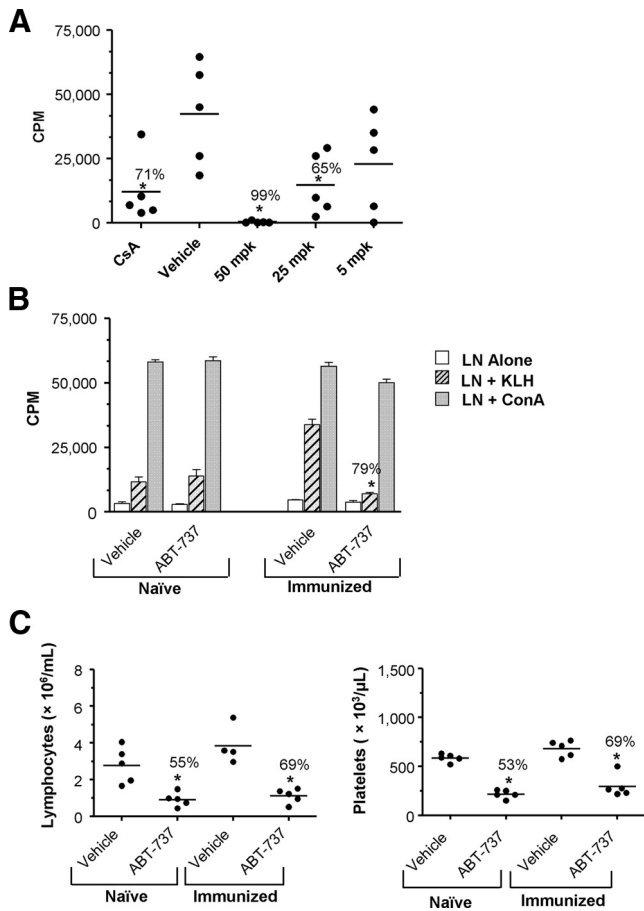 A
75,000
50,000
25,000
0
CPM
71%
*
99%
*
65%
*
CsA
Vehicle
50 mpk
25 mpk
5 mpk
B
75,000
50,000
25,000
0
CPM
LN Alone
LN + KLH
LN + ConA
79%
*
Vehicle
ABT-737
Vehicle
ABT-737
Naïve
Immunized
C
8
6
4
2
0
Lymphocytes (× 10⁶/mL)
55%
*
69%
*
Vehicle
ABT-737
Vehicle
ABT-737
Naïve
Immunized
1,500
1,000
500
0
Platelets ( × 10³/µL)
53%
*
69%
*
Vehicle
ABT-737
Vehicle
ABT-737
Naïve
Immunized